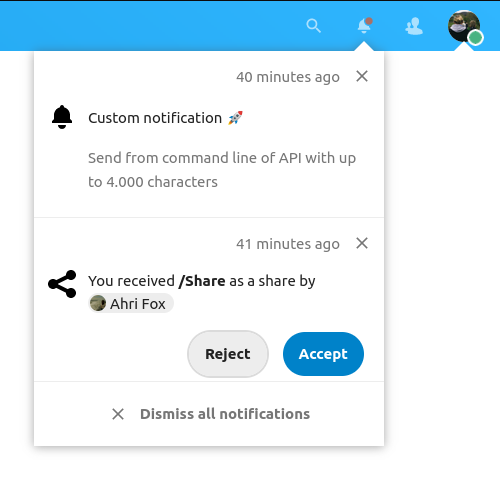 40 minutes ago
Custom notification 🚀
Send from command line of API with up
to 4.000 characters
41 minutes ago
You received /Share as a share by
Ahri Fox
Reject Accept
Dismiss all notifications